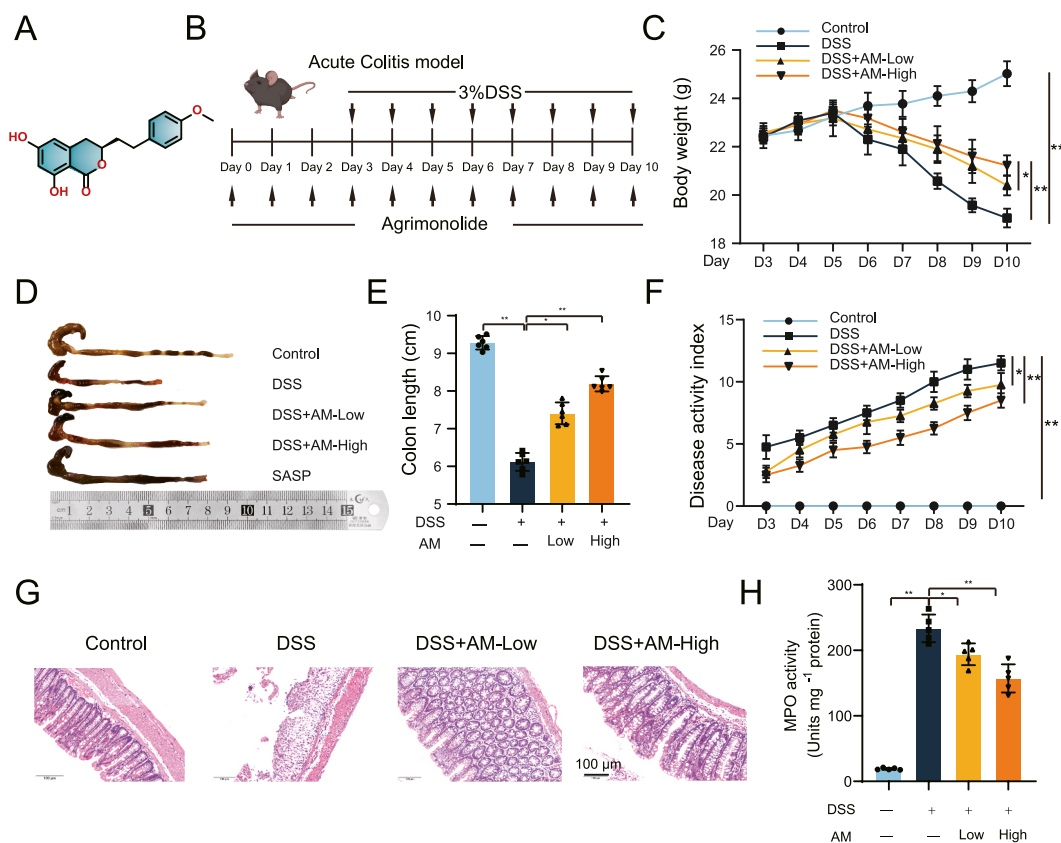 A
HO
OH
O
O
O
B
Acute Colitis model
3%DSS
Day 0 Day 1 Day 2 Day 3 Day 4 Day 5 Day 6 Day 7 Day 8 Day 9 Day 10
Agrimonolide
C
Control
DSS
DSS+AM-Low
DSS+AM-High
Body weight (g)
26
24
22
20
18
Day D3 D4 D5 D6 D7 D8 D9 D10
* ** **
D
Control
DSS
DSS+AM-Low
DSS+AM-High
SASP
cm 1 2 3 4 5 6 7 8 9 10 11 12 13 14 15
E
Colon length (cm)
10
9
8
7
6
5
** * **
DSS — + + +
AM — — Low High
F
Control
DSS
DSS+AM-Low
DSS+AM-High
Disease activity index
15
10
5
0
Day D3 D4 D5 D6 D7 D8 D9 D10
* ** **
G
Control DSS DSS+AM-Low DSS+AM-High
100 μm
100 μm
H
MPO activity
(Units mg -1 protein)
300
200
100
0
** * **
DSS — + + +
AM — — Low High